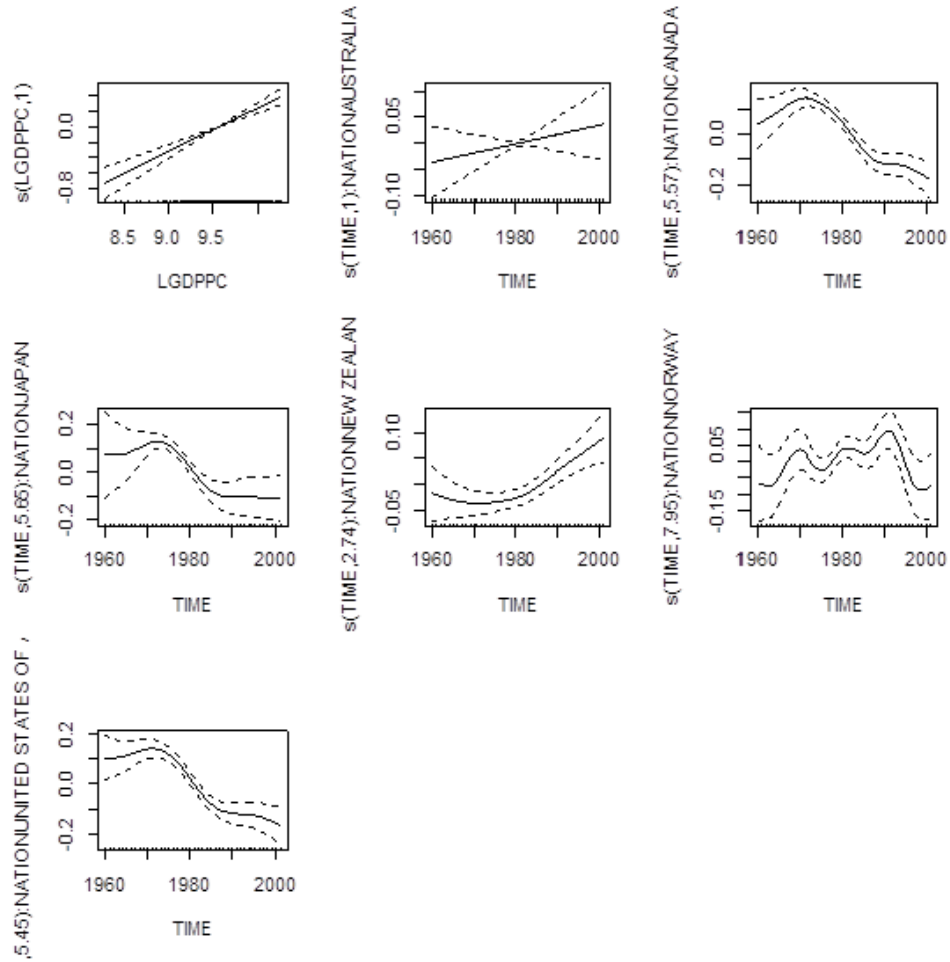 s(LGDPPC,1)
0.0
-0.8
8.5 9.0 9.5
LGDPPC
s(TIME,1):NATIONAUSTRALIA
0.05
-0.10
1960 1980 2000
TIME
s(TIME,5.57):NATIONCANADA
0.0
-0.2
1960 1980 2000
TIME
s(TIME,5.65):NATIONJAPAN
0.2
0.0
-0.2
1960 1980 2000
TIME
s(TIME,2.74):NATIONNEW ZEALAN
0.10
-0.05
1960 1980 2000
TIME
s(TIME,7.95):NATIONNORWAY
0.05
-0.15
1960 1980 2000
TIME
,5.45):NATIONUNITED STATES OF ,
0.2
0.0
-0.2
1960 1980 2000
TIME